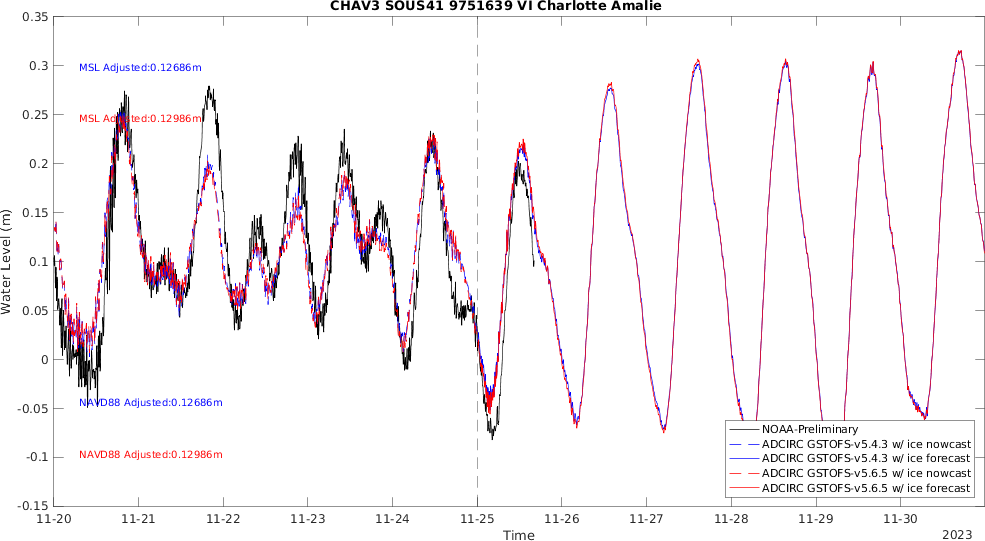 CHAV3 SOUS41 9751639 VI Charlotte Amalie
0.35
0.3
0.25
0.2
0.15
0.1
0.05
0
-0.05
-0.1
-0.15
Water Level (m)
MSL Adjusted:0.12686m
MSL Adjusted:0.12986m
NAVD88 Adjusted:0.12686m
NAVD88 Adjusted:0.12986m
NOAA-Preliminary
ADCIRC GSTOFS-v5.4.3 w/ ice nowcast
ADCIRC GSTOFS-v5.4.3 w/ ice forecast
ADCIRC GSTOFS-v5.6.5 w/ ice nowcast
ADCIRC GSTOFS-v5.6.5 w/ ice forecast
11-20 11-21 11-22 11-23 11-24 11-25 11-26 11-27 11-28 11-29 11-30
Time
2023